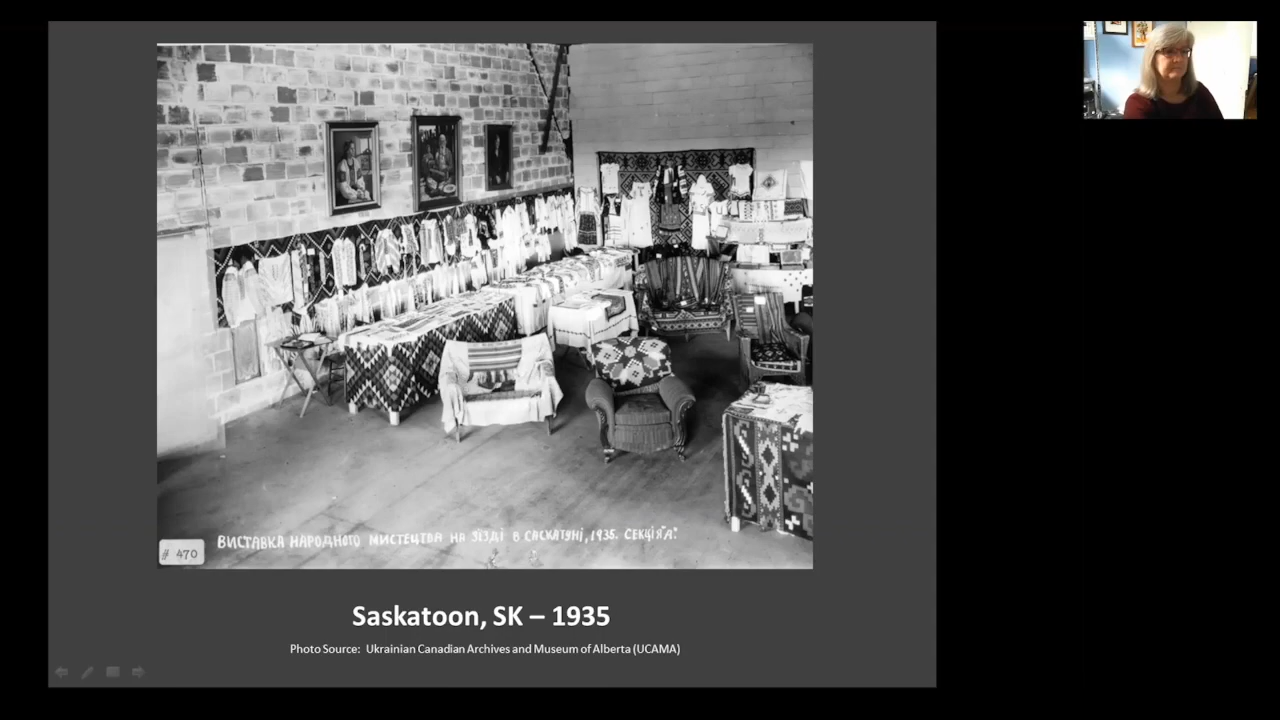 # 470
ВИСТАВКА НАРОДНОГО МИСТЕЦТВА НА ЗЇЗДІ В САСКАТУНІ, 1935. СЕКЦІЯ "А".
Saskatoon, SK – 1935
Photo Source: Ukrainian Canadian Archives and Museum of Alberta (UCAMA)